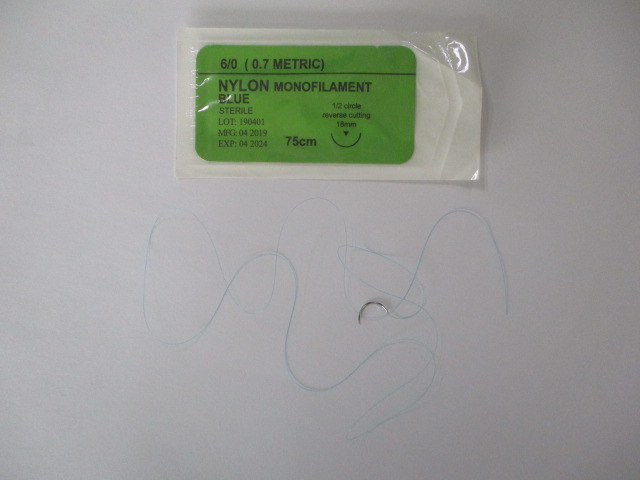 6/0 ( 0.7 METRIC)
NYLON MONOFILAMENT
BLUE
STERILE
LOT: 190401
MFG: 04 2019
EXP: 04 2024
75cm
1/2 circle
reverse cutting
18mm